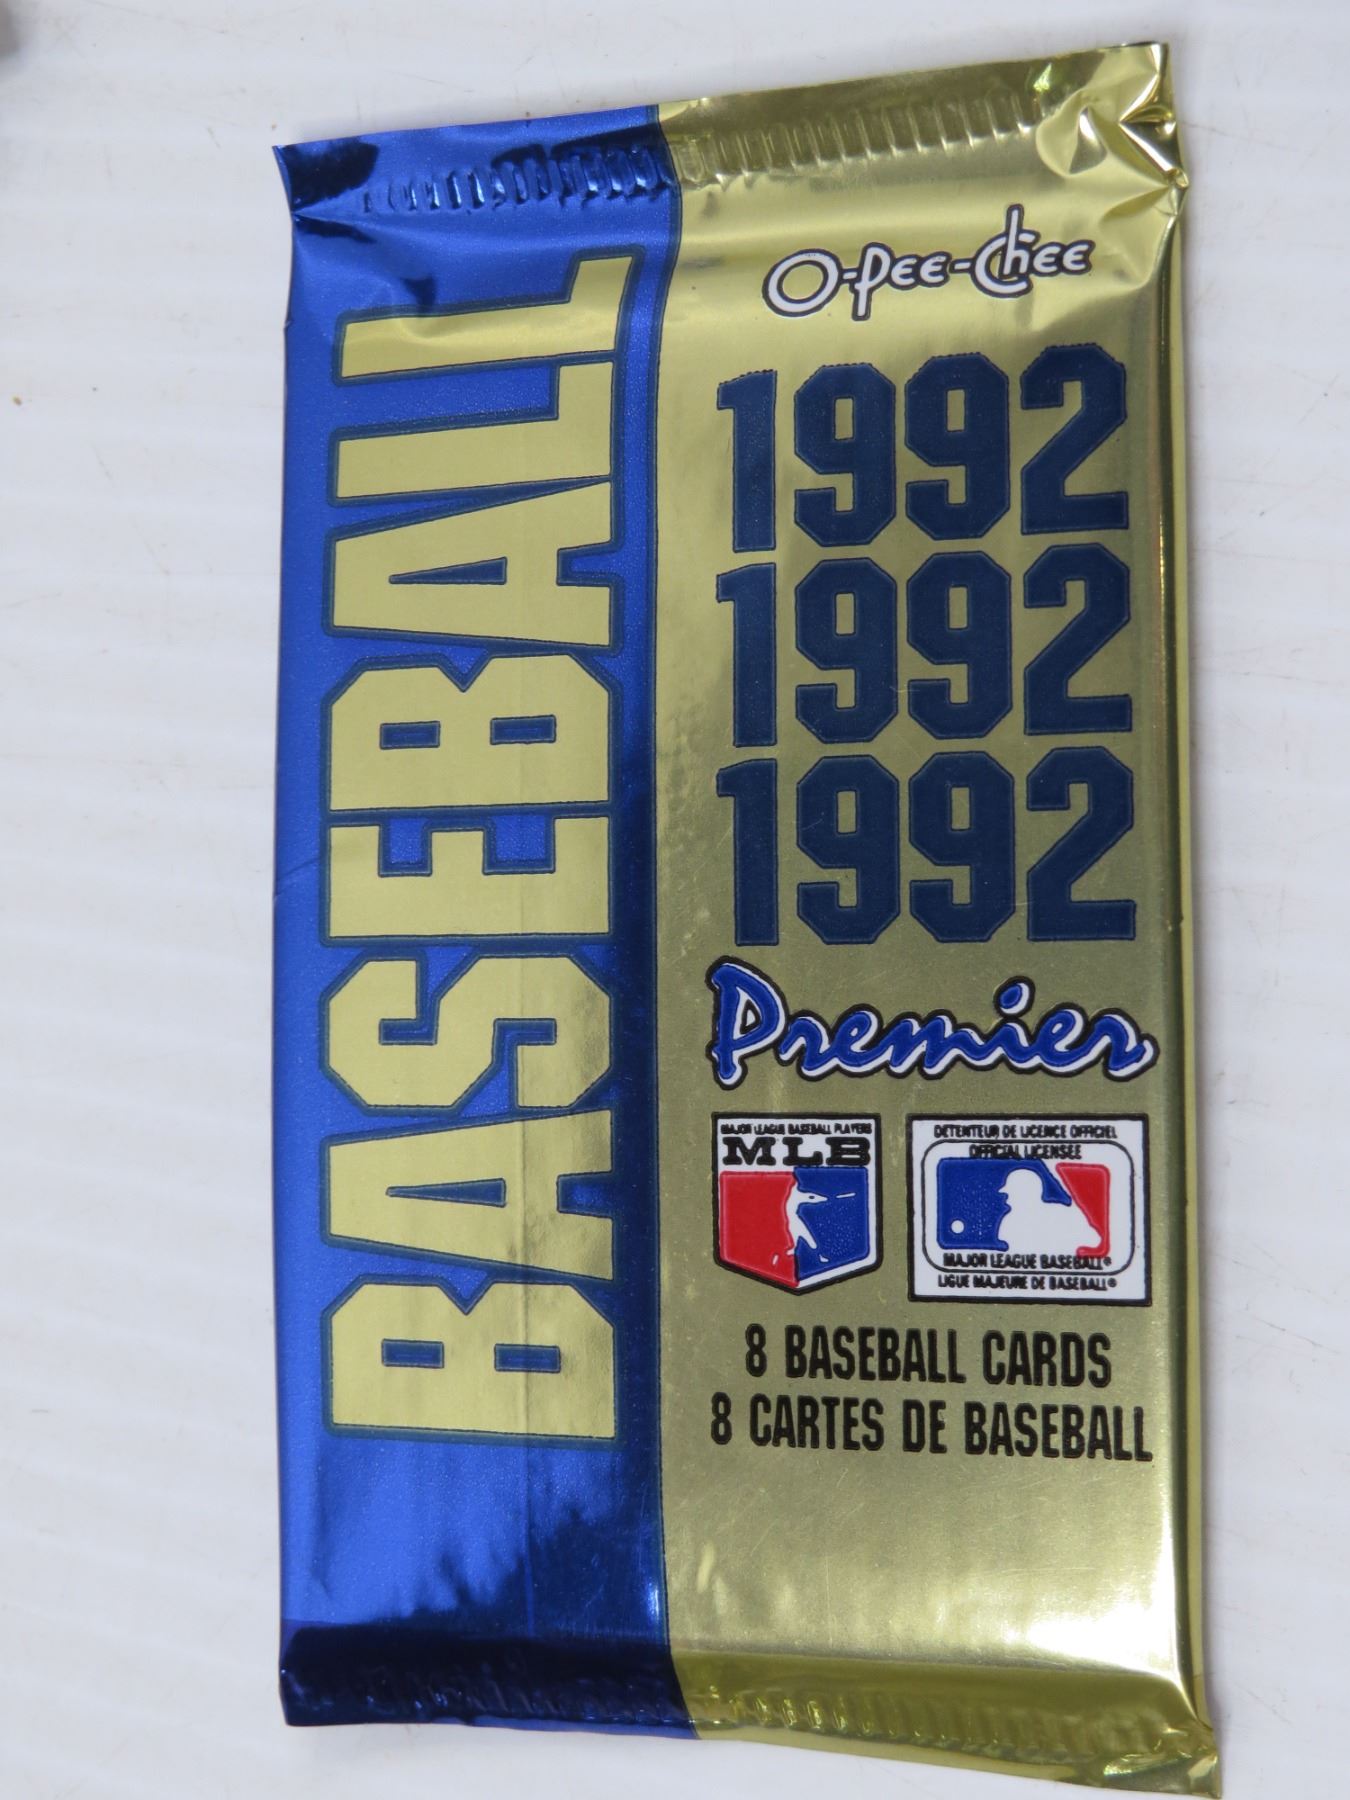 BASEBALL
O-Pee-Chee
1992
1992
1992
Premier
MAJOR LEAGUE BASEBALL PLAYERS
MLB
DETENTEUR DE LICENCE OFFICIEL
OFFICIAL LICENSEE
MAJOR LEAGUE BASEBALL®
LIGUE MAJEURE DE BASEBALL®
8 BASEBALL CARDS
8 CARTES DE BASEBALL